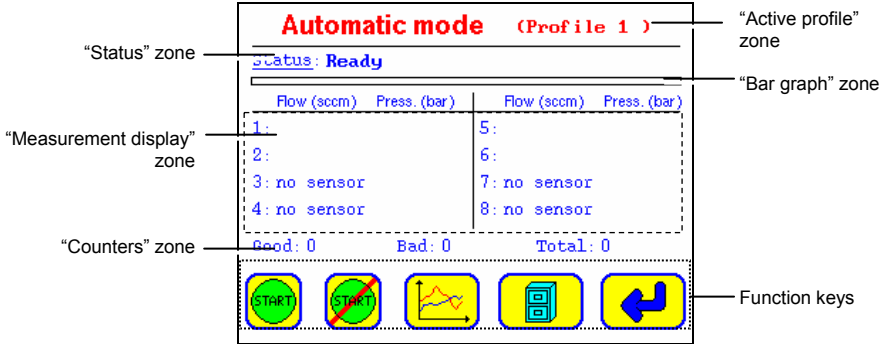 Automatic mode (Profile 1 )
“Active profile” zone
“Status” zone
Status: Ready
“Bar graph” zone
Flow (sccm) Press. (bar) Flow (sccm) Press. (bar)
“Measurement display” zone
1: 5:
2: 6:
3: no sensor 7: no sensor
4: no sensor 8: no sensor
“Counters” zone
Good: 0 Bad: 0 Total: 0
START START
Function keys